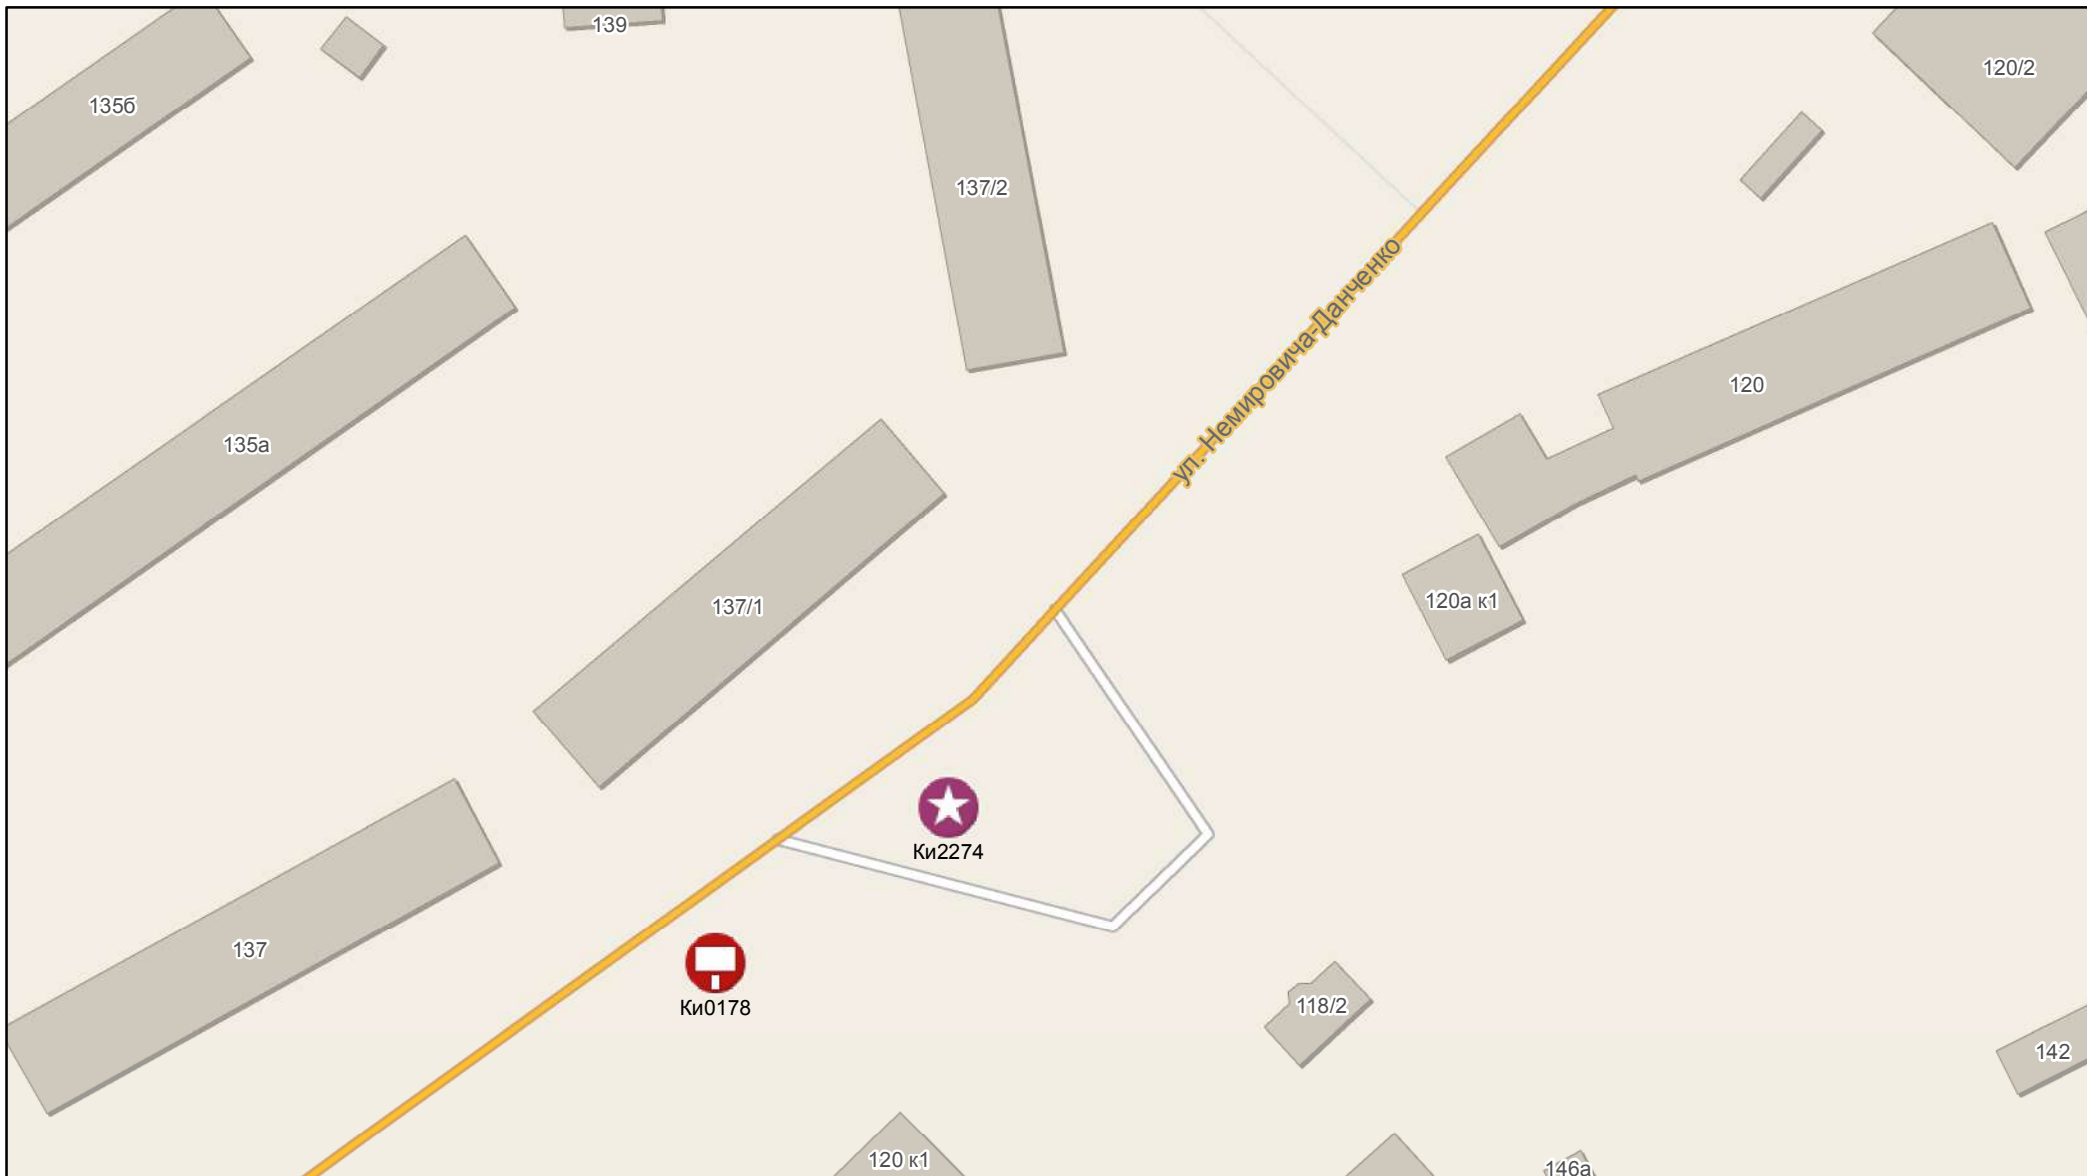 139
120/2
135б
137/2
ул. Немировича-Данченко
120
135а
120а к1
137/1
Ки2274
137
Ки0178
118/2
142
120 к1
146а